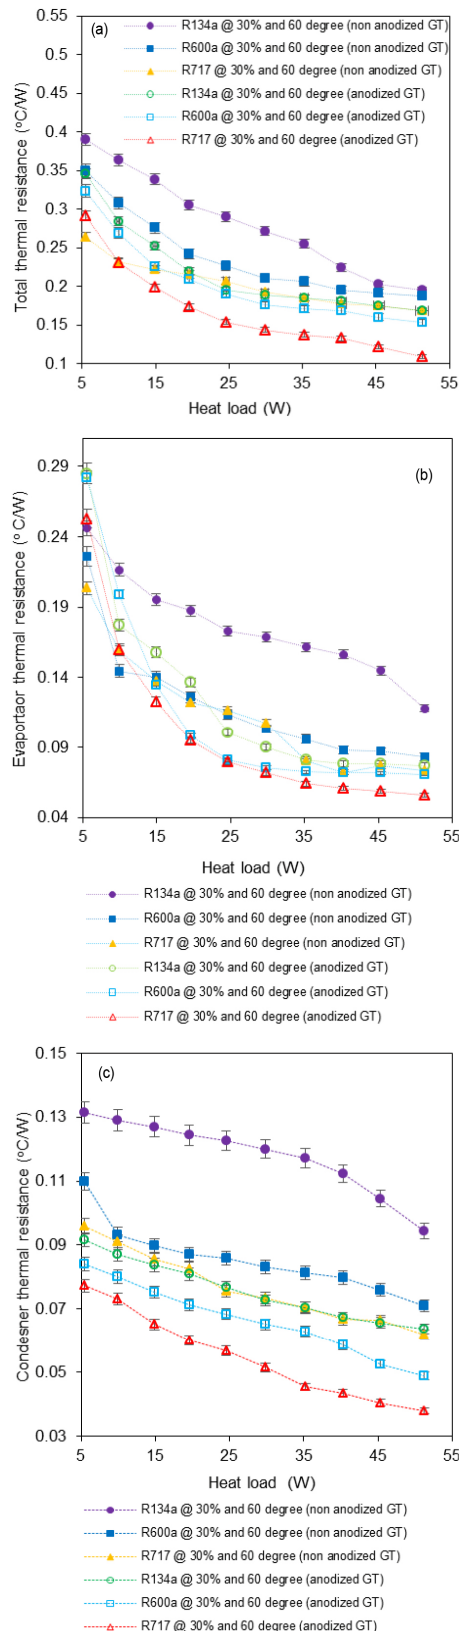 (a)
R134a @ 30% and 60 degree (non anodized GT)
R600a @ 30% and 60 degree (non anodized GT)
R717 @ 30% and 60 degree (non anodized GT)
R134a @ 30% and 60 degree (anodized GT)
R600a @ 30% and 60 degree (anodized GT)
R717 @ 30% and 60 degree (anodized GT)
Total thermal resistance (°C/W)
0.55
0.5
0.45
0.4
0.35
0.3
0.25
0.2
0.15
0.1
5 15 25 35 45 55
Heat load (W)
(b)
Evaportaor thermal resistance (° C/W)
0.29
0.24
0.19
0.14
0.09
0.04
5 15 25 35 45 55
Heat load (W)
R134a @ 30% and 60 degree (non anodized GT)
R600a @ 30% and 60 degree (non anodized GT)
R717 @ 30% and 60 degree (non anodized GT)
R134a @ 30% and 60 degree (anodized GT)
R600a @ 30% and 60 degree (anodized GT)
R717 @ 30% and 60 degree (anodized GT)
(c)
Condesner thermal resistance (°C/W)
0.15
0.13
0.11
0.09
0.07
0.05
0.03
5 15 25 35 45 55
Heat load (W)
R134a @ 30% and 60 degree (non anodized GT)
R600a @ 30% and 60 degree (non anodized GT)
R717 @ 30% and 60 degree (non anodized GT)
R134a @ 30% and 60 degree (anodized GT)
R600a @ 30% and 60 degree (anodized GT)
R717 @ 30% and 60 degree (anodized GT)